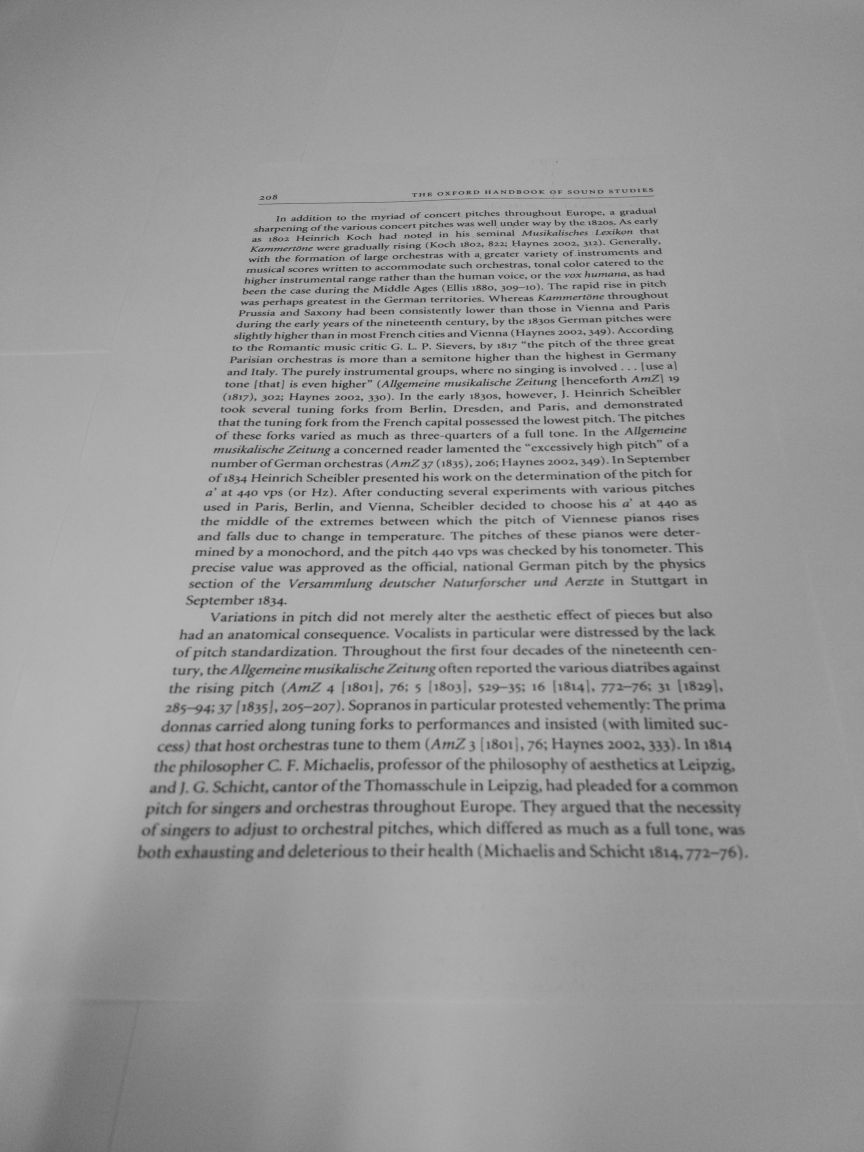 208 THE OXFORD HANDBOOK OF SOUND STUDIES
In addition to the myriad of concert pitches throughout Europe, a gradual
sharpening of the various concert pitches was well under way by the 1820s. As early
as 1802 Heinrich Koch had noted in his seminal Musikalisches Lexikon that
Kammertöne were gradually rising (Koch 1802, 822; Haynes 2002, 312). Generally,
with the formation of large orchestras with a greater variety of instruments and
musical scores written to accommodate such orchestras, tonal color catered to the
higher instrumental range rather than the human voice, or the vox humana, as had
been the case during the Middle Ages (Ellis 1880, 309–10). The rapid rise in pitch
was perhaps greatest in the German territories. Whereas Kammertöne throughout
Prussia and Saxony had been consistently lower than those in Vienna and Paris
during the early years of the nineteenth century, by the 1830s German pitches were
slightly higher than in most French cities and Vienna (Haynes 2002, 349). According
to the Romantic music critic G. L. P. Sievers, by 1817 “the pitch of the three great
Parisian orchestras is more than a semitone higher than the highest in Germany
and Italy. The purely instrumental groups, where no singing is involved . . . [use a]
tone [that] is even higher” (Allgemeine musikalische Zeitung [henceforth AmZ] 19
(1817), 302; Haynes 2002, 330). In the early 1830s, however, J. Heinrich Scheibler
took several tuning forks from Berlin, Dresden, and Paris, and demonstrated
that the tuning fork from the French capital possessed the lowest pitch. The pitches
of these forks varied as much as three-quarters of a full tone. In the Allgemeine
musikalische Zeitung a concerned reader lamented the “excessively high pitch” of a
number of German orchestras (AmZ 37 (1835), 206; Haynes 2002, 349). In September
of 1834 Heinrich Scheibler presented his work on the determination of the pitch for
a' at 440 vps (or Hz). After conducting several experiments with various pitches
used in Paris, Berlin, and Vienna, Scheibler decided to choose his a' at 440 as
the middle of the extremes between which the pitch of Viennese pianos rises
and falls due to change in temperature. The pitches of these pianos were deter-
mined by a monochord, and the pitch 440 vps was checked by his tonometer. This
precise value was approved as the official, national German pitch by the physics
section of the Versammlung deutscher Naturforscher und Aerzte in Stuttgart in
September 1834.
Variations in pitch did not merely alter the aesthetic effect of pieces but also
had an anatomical consequence. Vocalists in particular were distressed by the lack
of pitch standardization. Throughout the first four decades of the nineteenth cen-
tury, the Allgemeine musikalische Zeitung often reported the various diatribes against
the rising pitch (AmZ 4 [1801], 76; 5 [1803], 529–35; 16 [1814], 772–76; 31 [1829],
285–94; 37 [1835], 205–207). Sopranos in particular protested vehemently: The prima
donnas carried along tuning forks to performances and insisted (with limited suc-
cess) that host orchestras tune to them (AmZ 3 [1801], 76; Haynes 2002, 333). In 1814
the philosopher C. F. Michaelis, professor of the philosophy of aesthetics at Leipzig,
and J. G. Schicht, cantor of the Thomasschule in Leipzig, had pleaded for a common
pitch for singers and orchestras throughout Europe. They argued that the necessity
of singers to adjust to orchestral pitches, which differed as much as a full tone, was
both exhausting and deleterious to their health (Michaelis and Schicht 1814, 772–76).